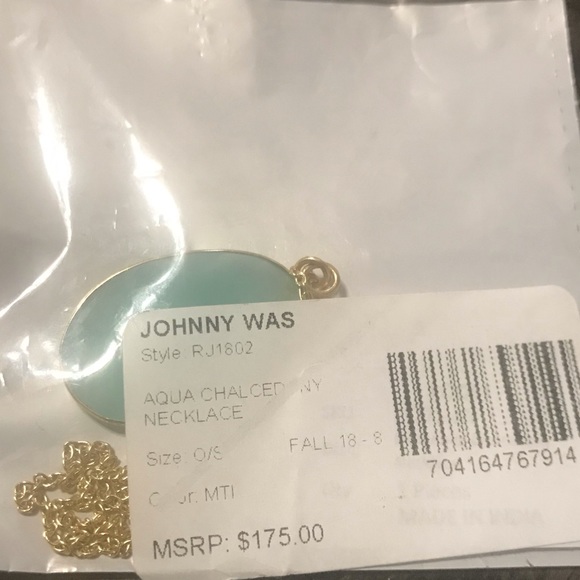 JOHNNY WAS
Style: RJ1802
AQUA CHALCED NY
NECKLACE
Size: O/S
FALL 18 - 8
704164767914
MTI
MSRP: $175.00
MADE IN INDIA